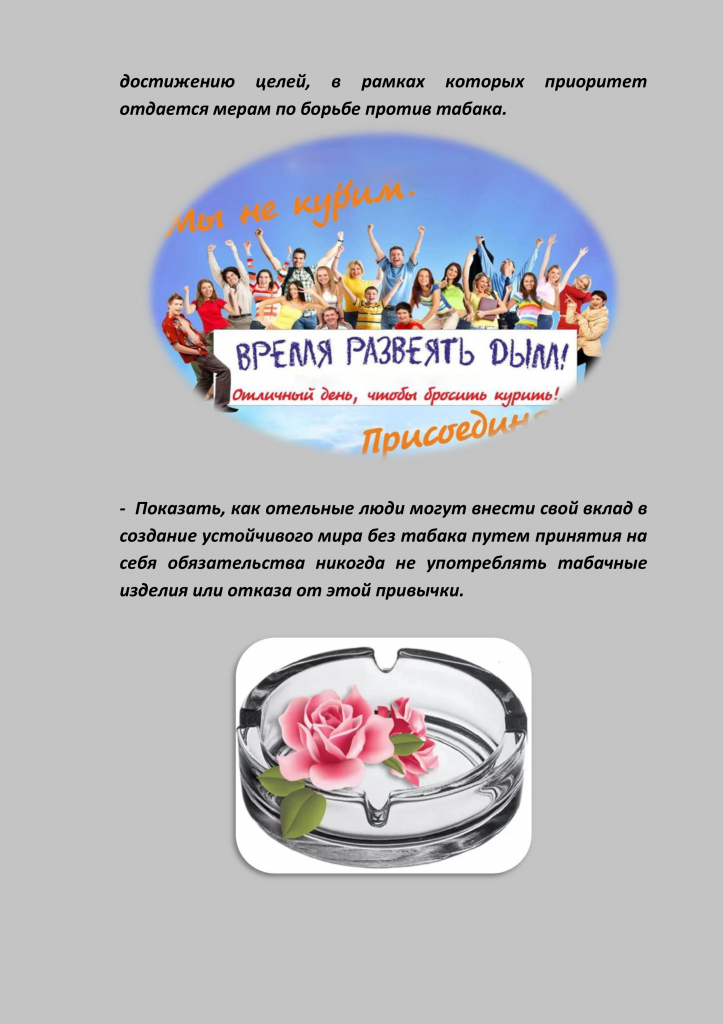 достижению целей, в рамках которых приоритет
отдается мерам по борьбе против табака.
Мы не курим.
ВРЕМЯ РАЗВЕЯТЬ ДЫМ!
Отличный день, чтобы бросить курить!
- Показать, как отельные люди могут внести свой вклад в
создание устойчивого мира без табака путем принятия на
себя обязательства никогда не употреблять табачные
изделия или отказа от этой привычки.